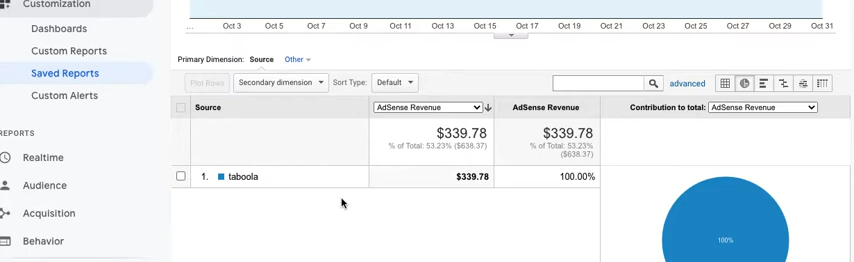 Customization
Dashboards
Custom Reports
Saved Reports
Custom Alerts
REPORTS
Realtime
Audience
Acquisition
Behavior
... Oct 3 Oct 5 Oct 7 Oct 9 Oct 11 Oct 13 Oct 15 Oct 17 Oct 19 Oct 21 Oct 23 Oct 25 Oct 27 Oct 29 Oct 31
Primary Dimension: Source Other
Plot Rows Secondary dimension Sort Type: Default advanced
Source AdSense Revenue AdSense Revenue Contribution to total: AdSense Revenue
$339.78 $339.78
% of Total: 53.23% ($638.37) % of Total: 53.23%
($638.37)
1. taboola $339.78 100.00%
100%